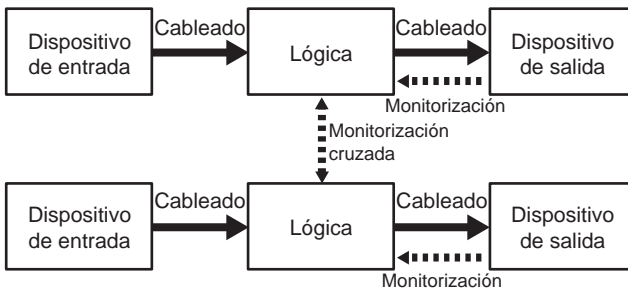 Dispositivo
de entrada
Cableado
Lógica
Cableado
Dispositivo
de salida
Monitorización
Monitorización
cruzada
Dispositivo
de entrada
Cableado
Lógica
Cableado
Dispositivo
de salida
Monitorización